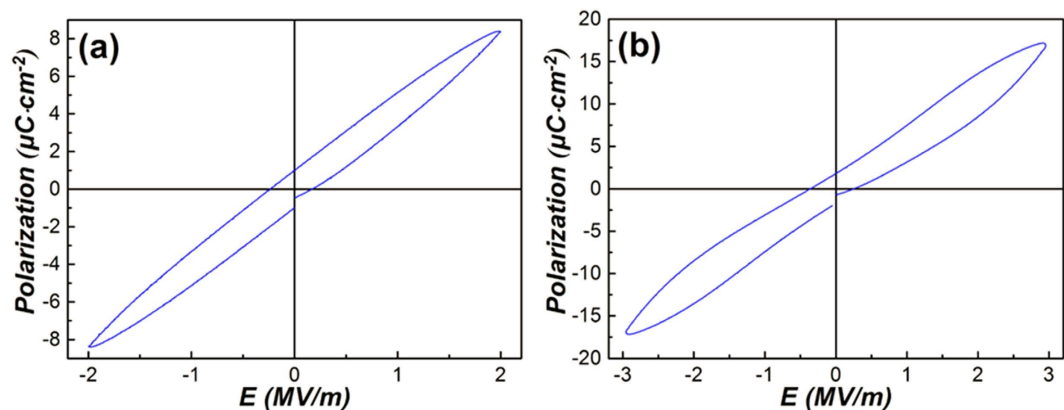 (a)
Polarization (μC·cm-2)
8
6
4
2
0
-2
-4
-6
-8
-2 -1 0 1 2
E (MV/m)
(b)
Polarization (μC·cm-2)
20
15
10
5
0
-5
-10
-15
-20
-3 -2 -1 0 1 2 3
E (MV/m)